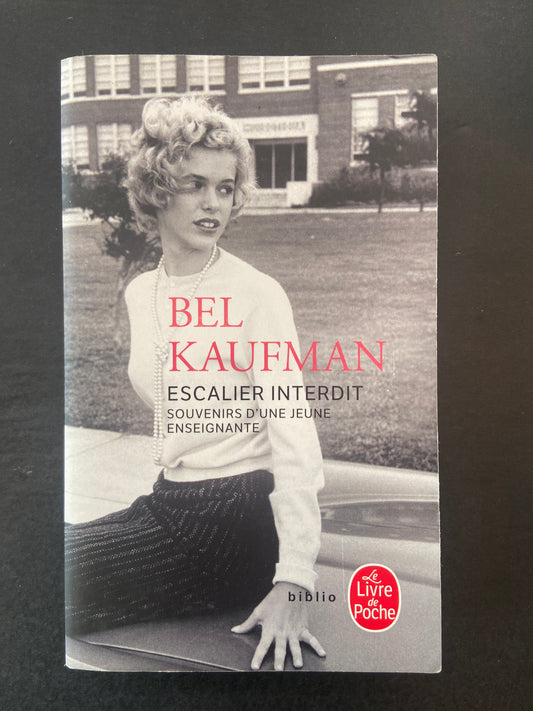 BEL
KAUFMAN
ESCALIER INTERDIT
SOUVENIRS D'UNE JEUNE
ENSEIGNANTE
biblio
Le
Livre
de
Poche